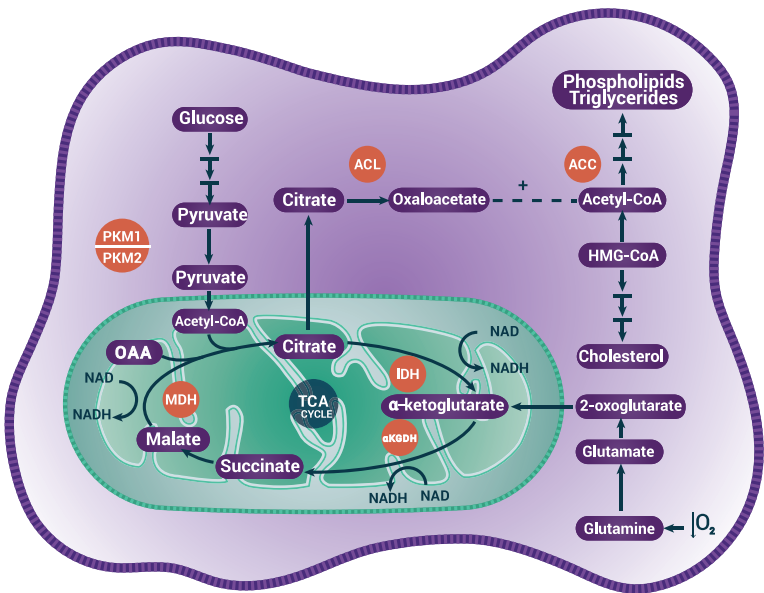 Phospholipids
Triglycerides
Glucose
ACL
ACC
Citrate
Oxaloacetate
+
Acetyl-CoA
Pyruvate
PKM1
PKM2
HMG-CoA
Pyruvate
Acetyl-CoA
Citrate
OAA
NAD
NADH
Cholesterol
NAD
IDH
NADH
MDH
TCA
CYCLE
α-ketoglutarate
2-oxoglutarate
Malate
αKGDH
Glutamate
Succinate
NADH
NAD
Glutamine
↓O₂